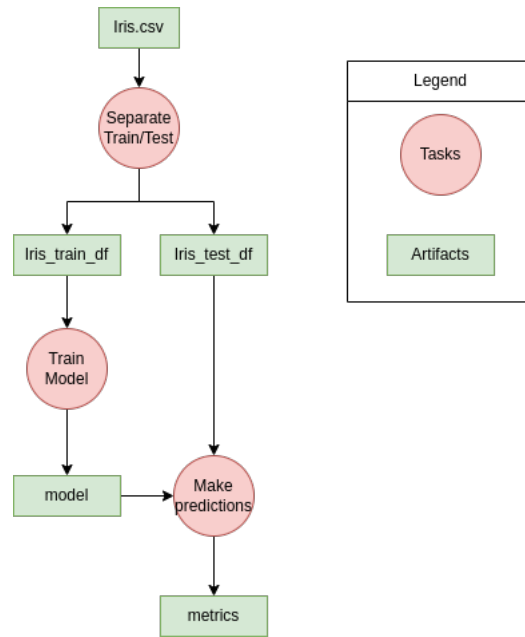 Iris.csv
Separate
Train/Test
Iris_train_df
Iris_test_df
Train
Model
model
Make
predictions
metrics
Legend
Tasks
Artifacts